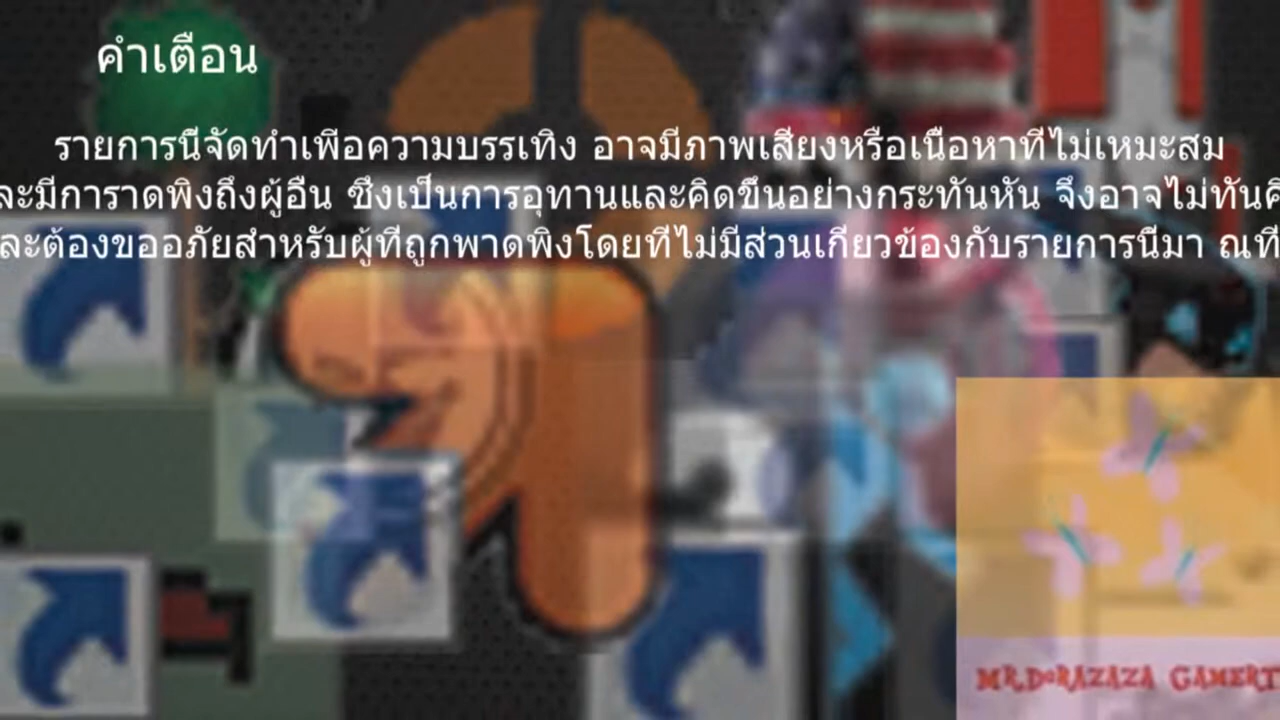 คำเตือน
รายการนี้จัดทำเพื่อความบรรเทิง อาจมีภาพเสียงหรือเนื้อหาที่ไม่เหมะสม
ละมีการาดพิงถึงผู้อื่น ซึ่งเป็นการอุทานและคิดขึ้นอย่างกระทันหัน จึงอาจไม่ทันคิ
ละต้องขออภัยสำหรับผู้ที่ถูกพาดพิงโดยที่ไม่มีส่วนเกี่ยวข้องกับรายการนี้มา ณที่
MR.DORAZAZA GAMERT